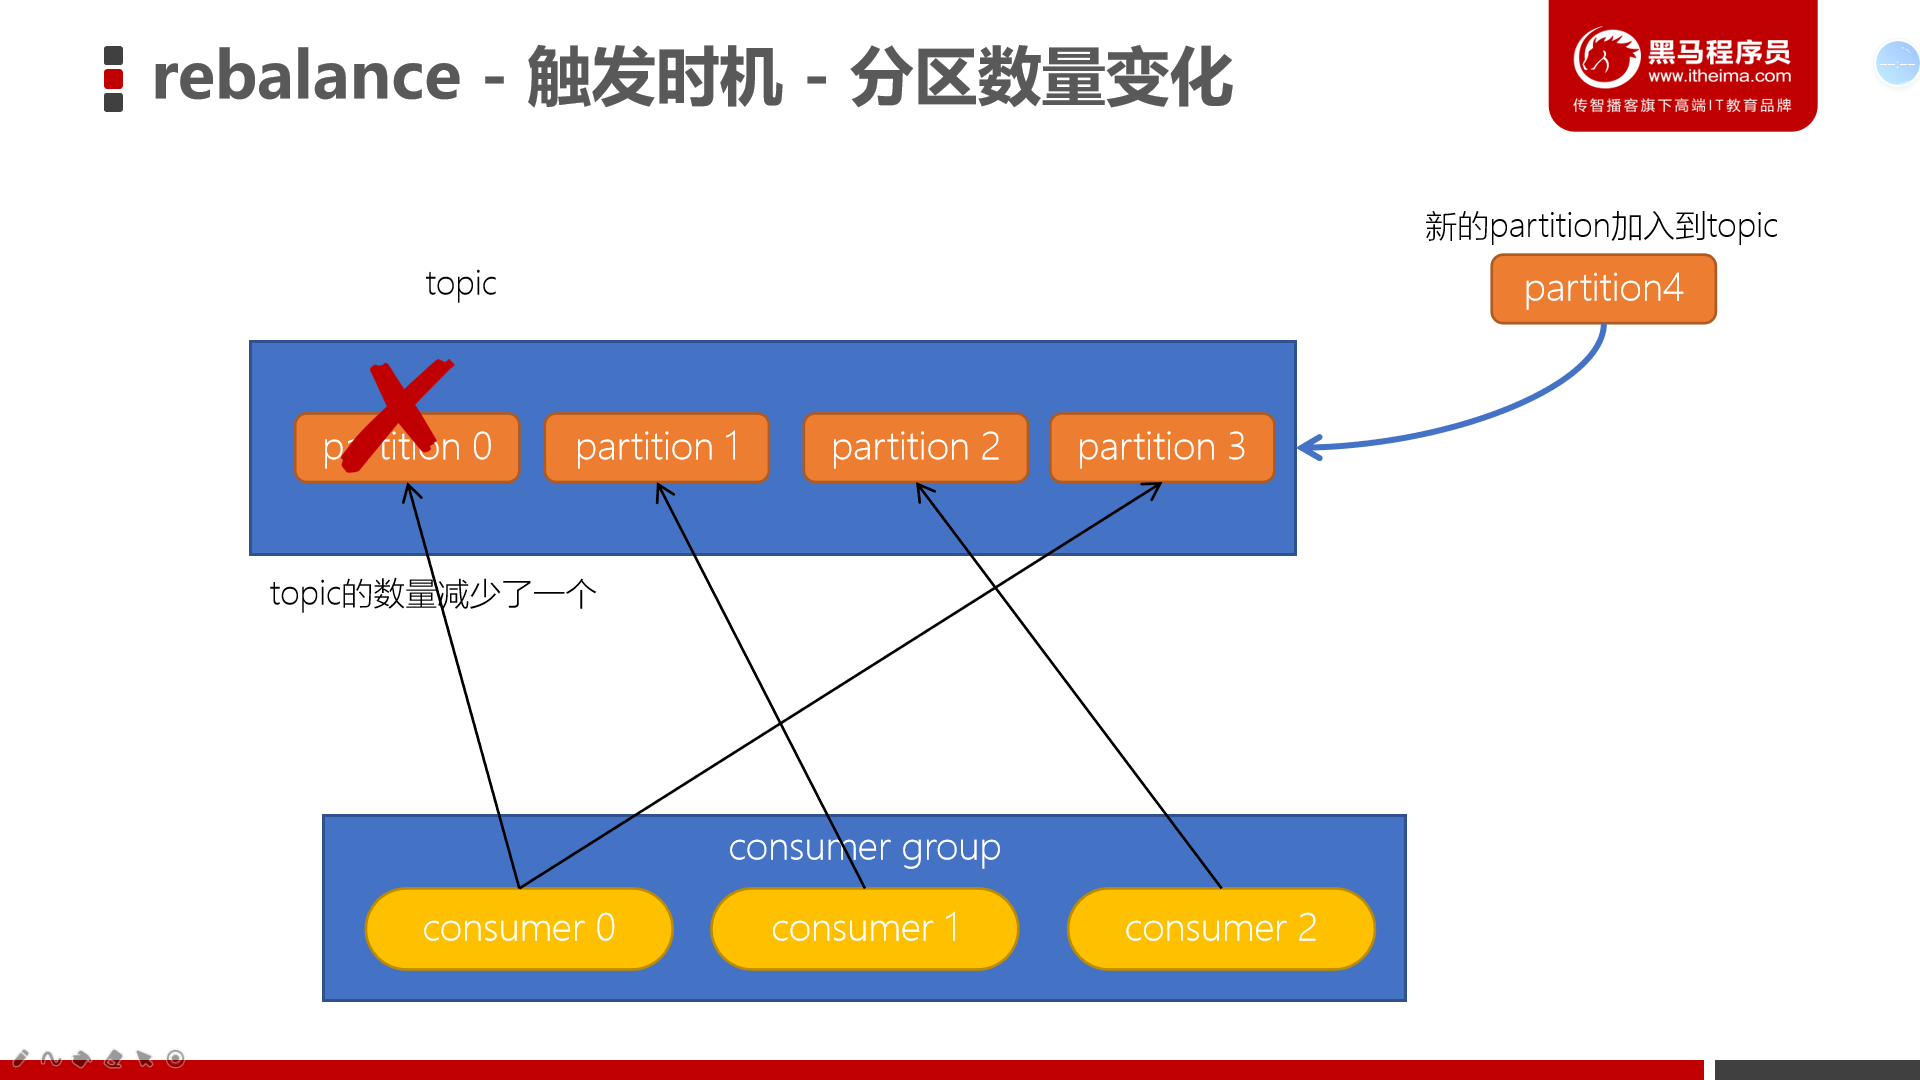 rebalance - 触发时机 - 分区数量变化
黑马程序员
www.itheima.com
传智播客旗下高端IT教育品牌
新的partition加入到topic
partition4
topic
partition 0
partition 1
partition 2
partition 3
topic的数量减少了一个
consumer group
consumer 0
consumer 1
consumer 2